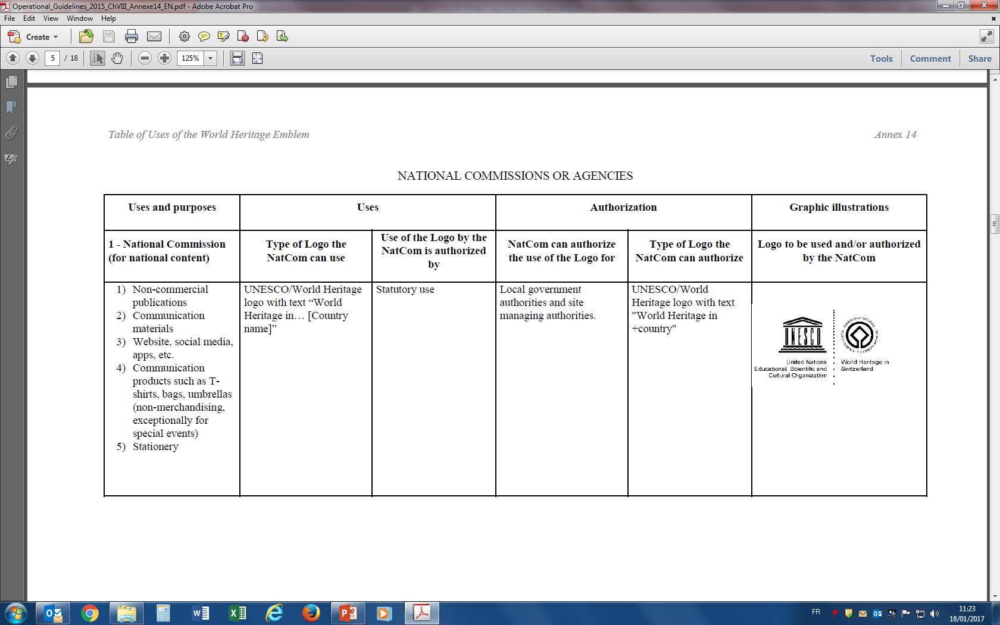 Operational_Guidelines_2015_ChVIII_Annexe14_EN.pdf - Adobe Acrobat Pro
File Edit View Window Help
Create
5 / 18
125%
Tools Comment Share
Table of Uses of the World Heritage Emblem
Annex 14
NATIONAL COMMISSIONS OR AGENCIES
Uses and purposes
Uses
Authorization
Graphic illustrations
1 - National Commission
(for national content)
Type of Logo the
NatCom can use
Use of the Logo by the
NatCom is authorized
by
NatCom can authorize
the use of the Logo for
Type of Logo the
NatCom can authorize
Logo to be used and/or authorized
by the NatCom
1) Non-commercial
publications
2) Communication
materials
3) Website, social media,
apps, etc.
4) Communication
products such as T-
shirts, bags, umbrellas
(non-merchandising,
exceptionally for
special events)
5) Stationery
UNESCO/World Heritage
logo with text “World
Heritage in… [Country
name]”
Statutory use
Local government
authorities and site
managing authorities.
UNESCO/World
Heritage logo with text
"World Heritage in
+country"
UNESCO
United Nations
Educational, Scientific and
Cultural Organization
World Heritage in
Switzerland
FR
11:23
18/01/2017